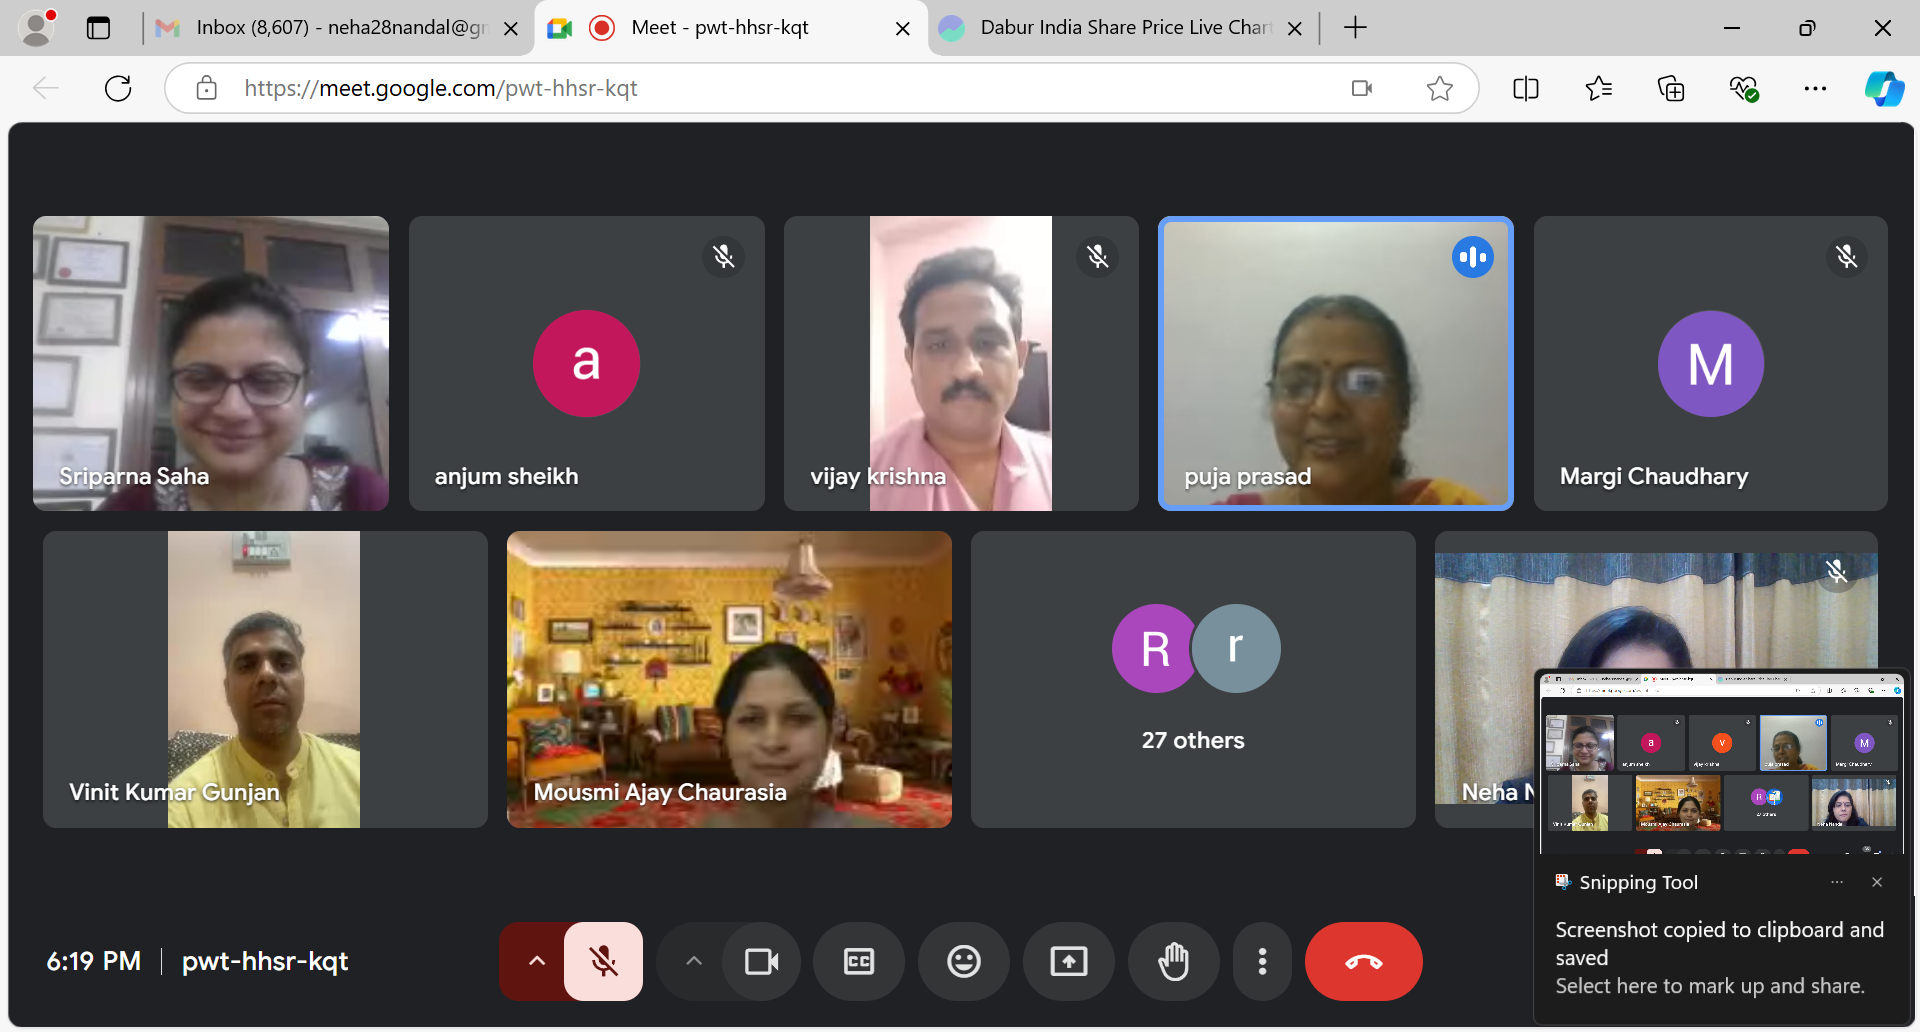 Inbox (8,607) - neha28nandal@gm
Meet - pwt-hhsr-kqt
Dabur India Share Price Live Chart
https://meet.google.com/pwt-hhsr-kqt
Sriparna Saha
a
anjum sheikh
vijay krishna
puja prasad
M
Margi Chaudhary
Vinit Kumar Gunjan
Mousmi Ajay Chaurasia
R r
27 others
Neha N
a
v
M
R
Snipping Tool
Screenshot copied to clipboard and
saved
Select here to mark up and share.
6:19 PM
pwt-hhsr-kqt
CC